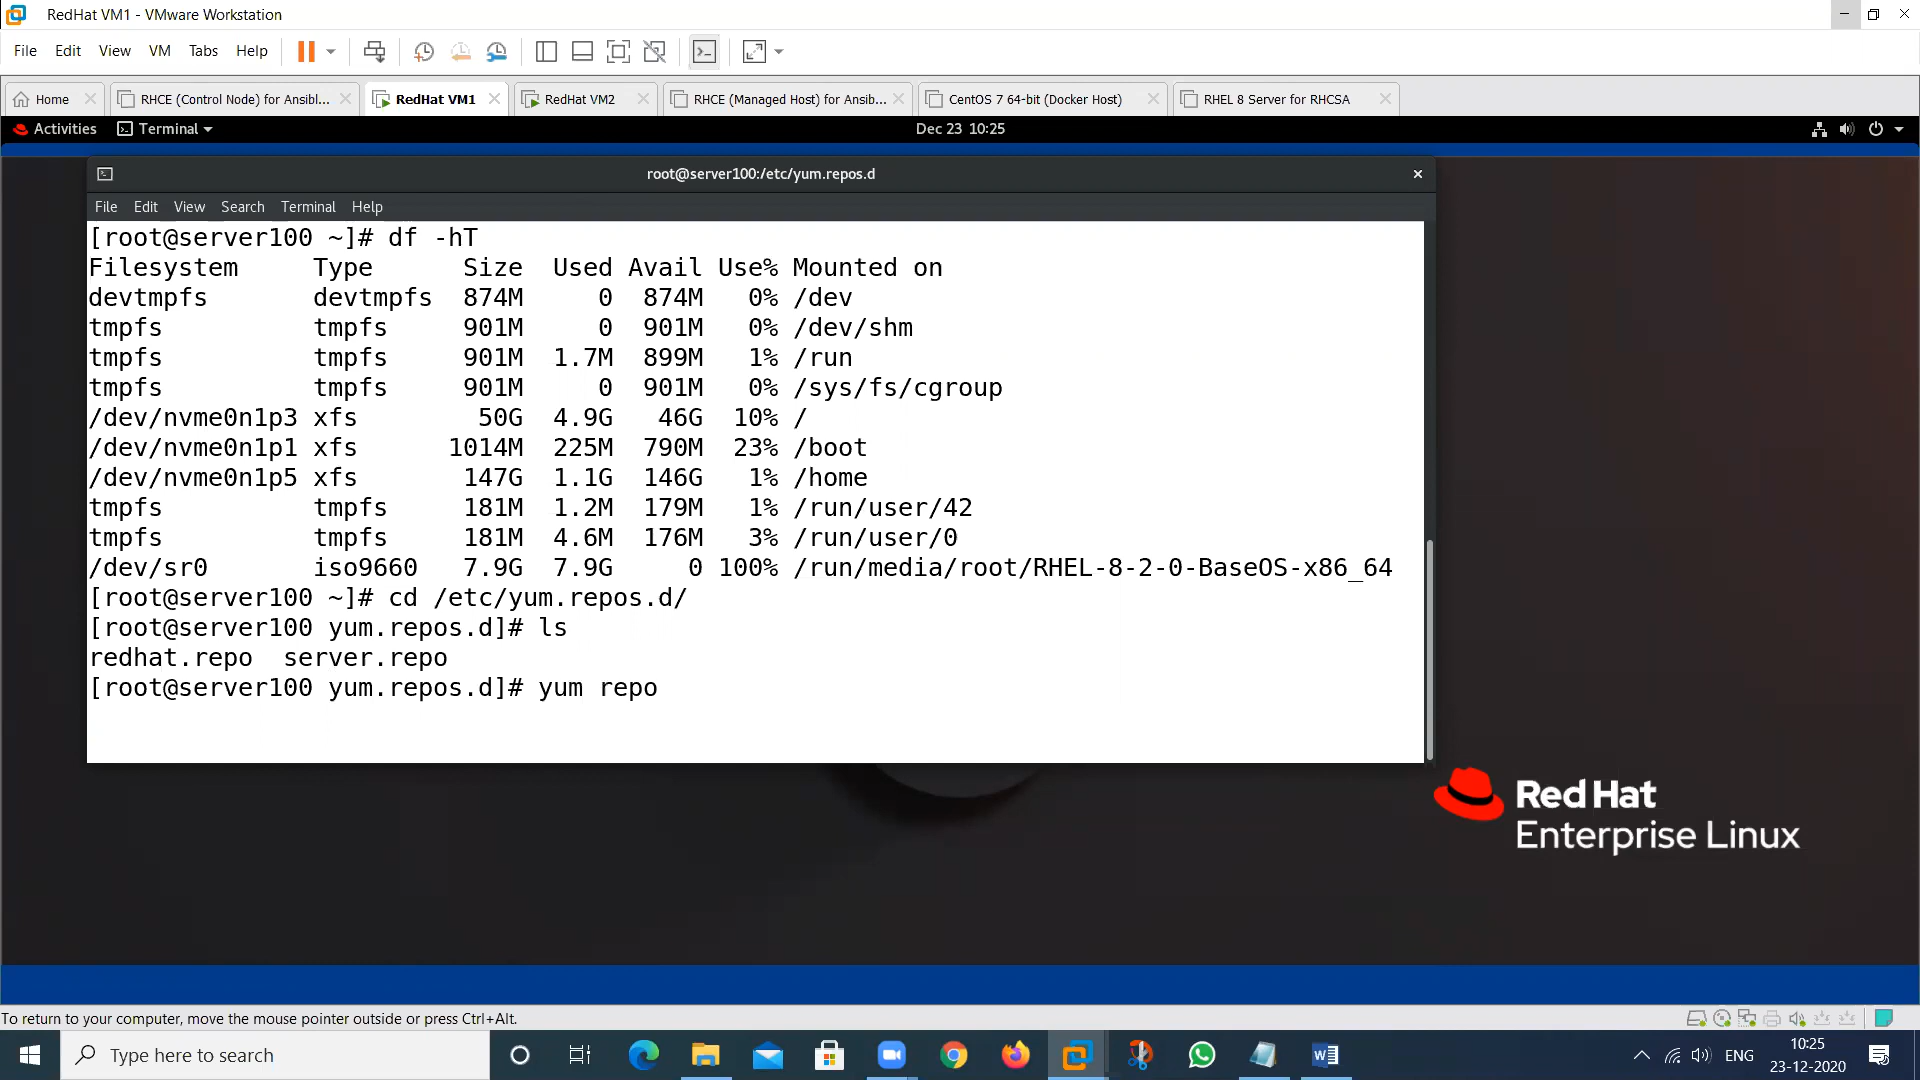 RedHat VM1 - VMware Workstation
File Edit View VM Tabs Help
Home RHCE (Control Node) for Ansibl... RedHat VM1 RedHat VM2 RHCE (Managed Host) for Ansib... CentOS 7 64-bit (Docker Host) RHEL 8 Server for RHCSA
Activities Terminal Dec 23 10:25
root@server100:/etc/yum.repos.d
File Edit View Search Terminal Help
[root@server100 ~]# df -hT
Filesystem     Type      Size  Used Avail Use% Mounted on
devtmpfs       devtmpfs  874M     0  874M   0% /dev
tmpfs          tmpfs     901M     0  901M   0% /dev/shm
tmpfs          tmpfs     901M  1.7M  899M   1% /run
tmpfs          tmpfs     901M     0  901M   0% /sys/fs/cgroup
/dev/nvme0n1p3 xfs        50G  4.9G   46G  10% /
/dev/nvme0n1p1 xfs      1014M  225M  790M  23% /boot
/dev/nvme0n1p5 xfs       147G  1.1G  146G   1% /home
tmpfs          tmpfs     181M  1.2M  179M   1% /run/user/42
tmpfs          tmpfs     181M  4.6M  176M   3% /run/user/0
/dev/sr0       iso9660   7.9G  7.9G     0 100% /run/media/root/RHEL-8-2-0-BaseOS-x86_64
[root@server100 ~]# cd /etc/yum.repos.d/
[root@server100 yum.repos.d]# ls
redhat.repo  server.repo
[root@server100 yum.repos.d]# yum repo
Red Hat
Enterprise Linux
To return to your computer, move the mouse pointer outside or press Ctrl+Alt.
Type here to search
ENG
10:25
23-12-2020